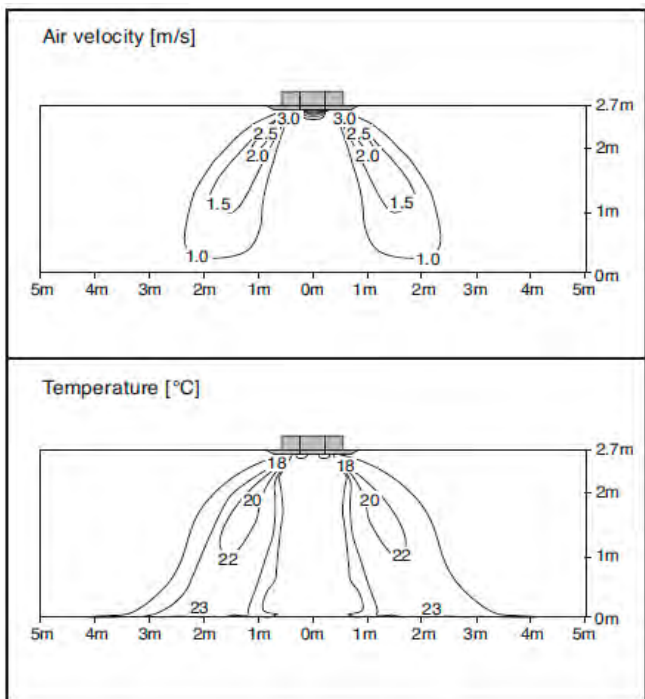 Air velocity [m/s]
3.0 3.0 2.7m
2.5 2.5
2.0 2.0 2m
1.5 1.5 1m
1.0 1.0
0m
5m 4m 3m 2m 1m 0m 1m 2m 3m 4m 5m
Temperature [°C]
2.7m
18 18
20 20 2m
22 22 1m
23 23 0m
5m 4m 3m 2m 1m 0m 1m 2m 3m 4m 5m